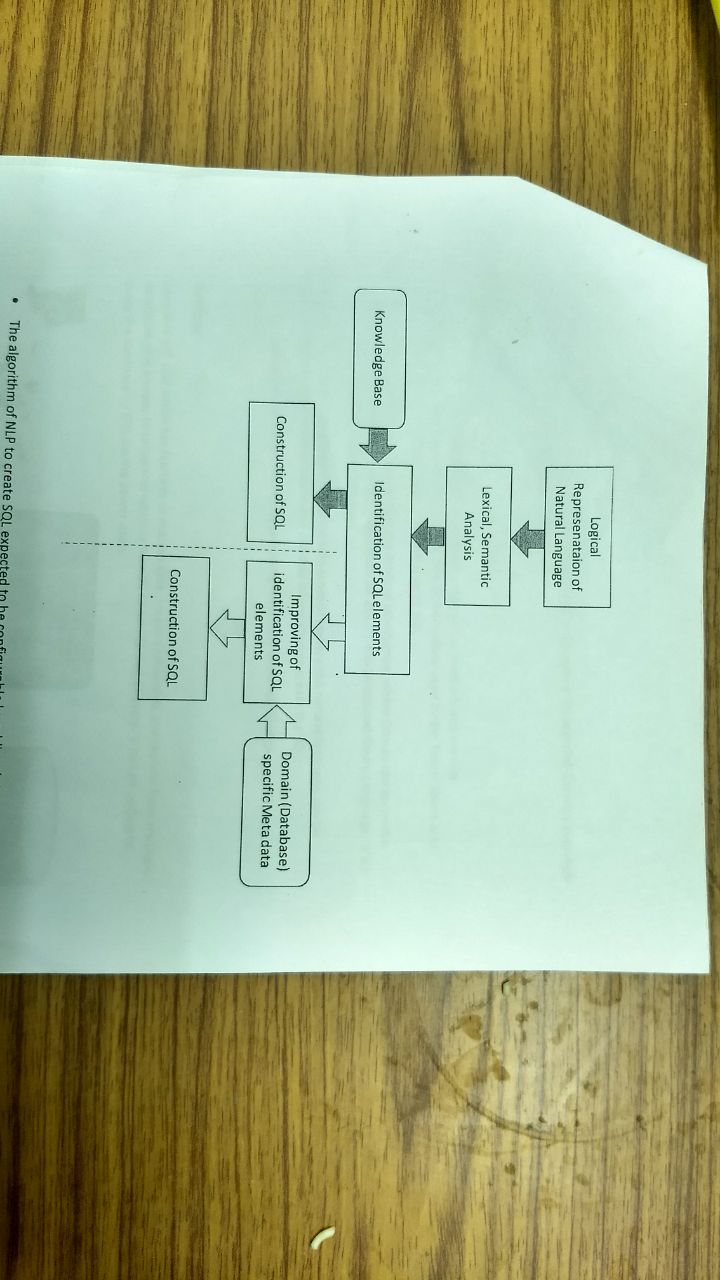 Logical
Represenataion of
Natural Language
Lexical, Semantic
Analysis
Knowledge Base
Identification of SQL elements
Construction of SQL
Improving of
identification of SQL
elements
Domain (Database)
specific Meta data
Construction of SQL
• The algorithm of NLP to create SQL expected to be configurable